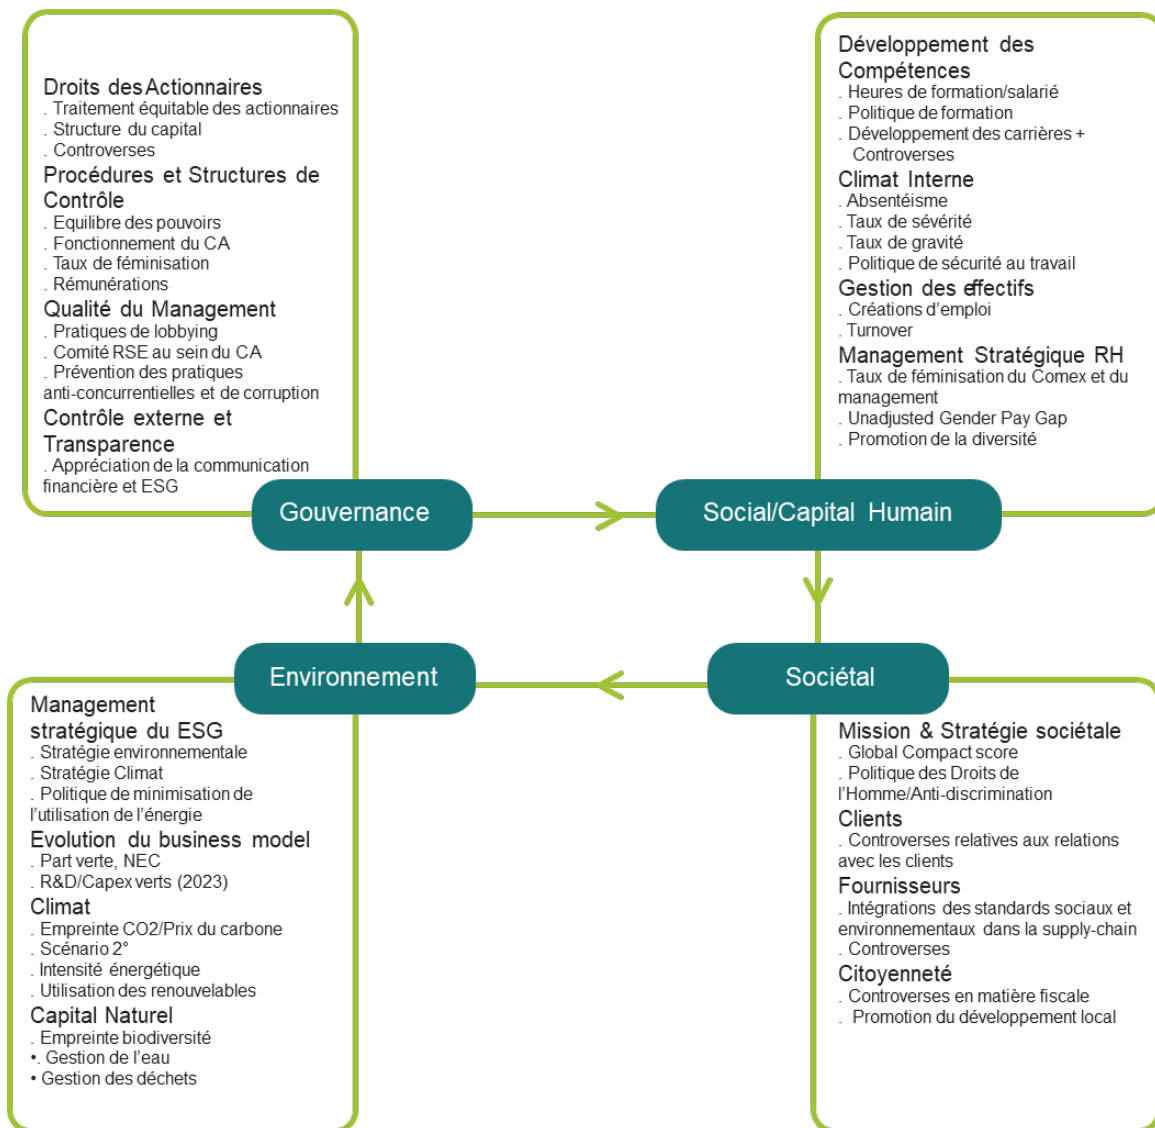 Droits des Actionnaires
. Traitement équitable des actionnaires
. Structure du capital
. Controverses
Procédures et Structures de
Contrôle
. Equilibre des pouvoirs
. Fonctionnement du CA
. Taux de féminisation
. Rémunérations
Qualité du Management
. Pratiques de lobbying
. Comité RSE au sein du CA
. Prévention des pratiques
anti-concurrentielles et de corruption
Contrôle externe et
Transparence
. Appréciation de la communication
financière et ESG
Gouvernance
Développement des
Compétences
. Heures de formation/salarié
. Politique de formation
. Développement des carrières +
Controverses
Climat Interne
. Absentéisme
. Taux de sévérité
. Taux de gravité
. Politique de sécurité au travail
Gestion des effectifs
. Créations d'emploi
. Turnover
Management Stratégique RH
. Taux de féminisation du Comex et du
management
. Unadjusted Gender Pay Gap
. Promotion de la diversité
Social/Capital Humain
Environnement
Management
stratégique du ESG
. Stratégie environnementale
. Stratégie Climat
. Politique de minimisation de
l'utilisation de l'énergie
Evolution du business model
. Part verte, NEC
. R&D/Capex verts (2023)
Climat
. Empreinte CO2/Prix du carbone
. Scénario 2°
. Intensité énergétique
. Utilisation des renouvelables
Capital Naturel
. Empreinte biodiversité
•. Gestion de l'eau
• Gestion des déchets
Sociétal
Mission & Stratégie sociétale
. Global Compact score
. Politique des Droits de
l'Homme/Anti-discrimination
Clients
. Controverses relatives aux relations
avec les clients
Fournisseurs
. Intégrations des standards sociaux et
environnementaux dans la supply-chain
. Controverses
Citoyenneté
. Controverses en matière fiscale
. Promotion du développement local